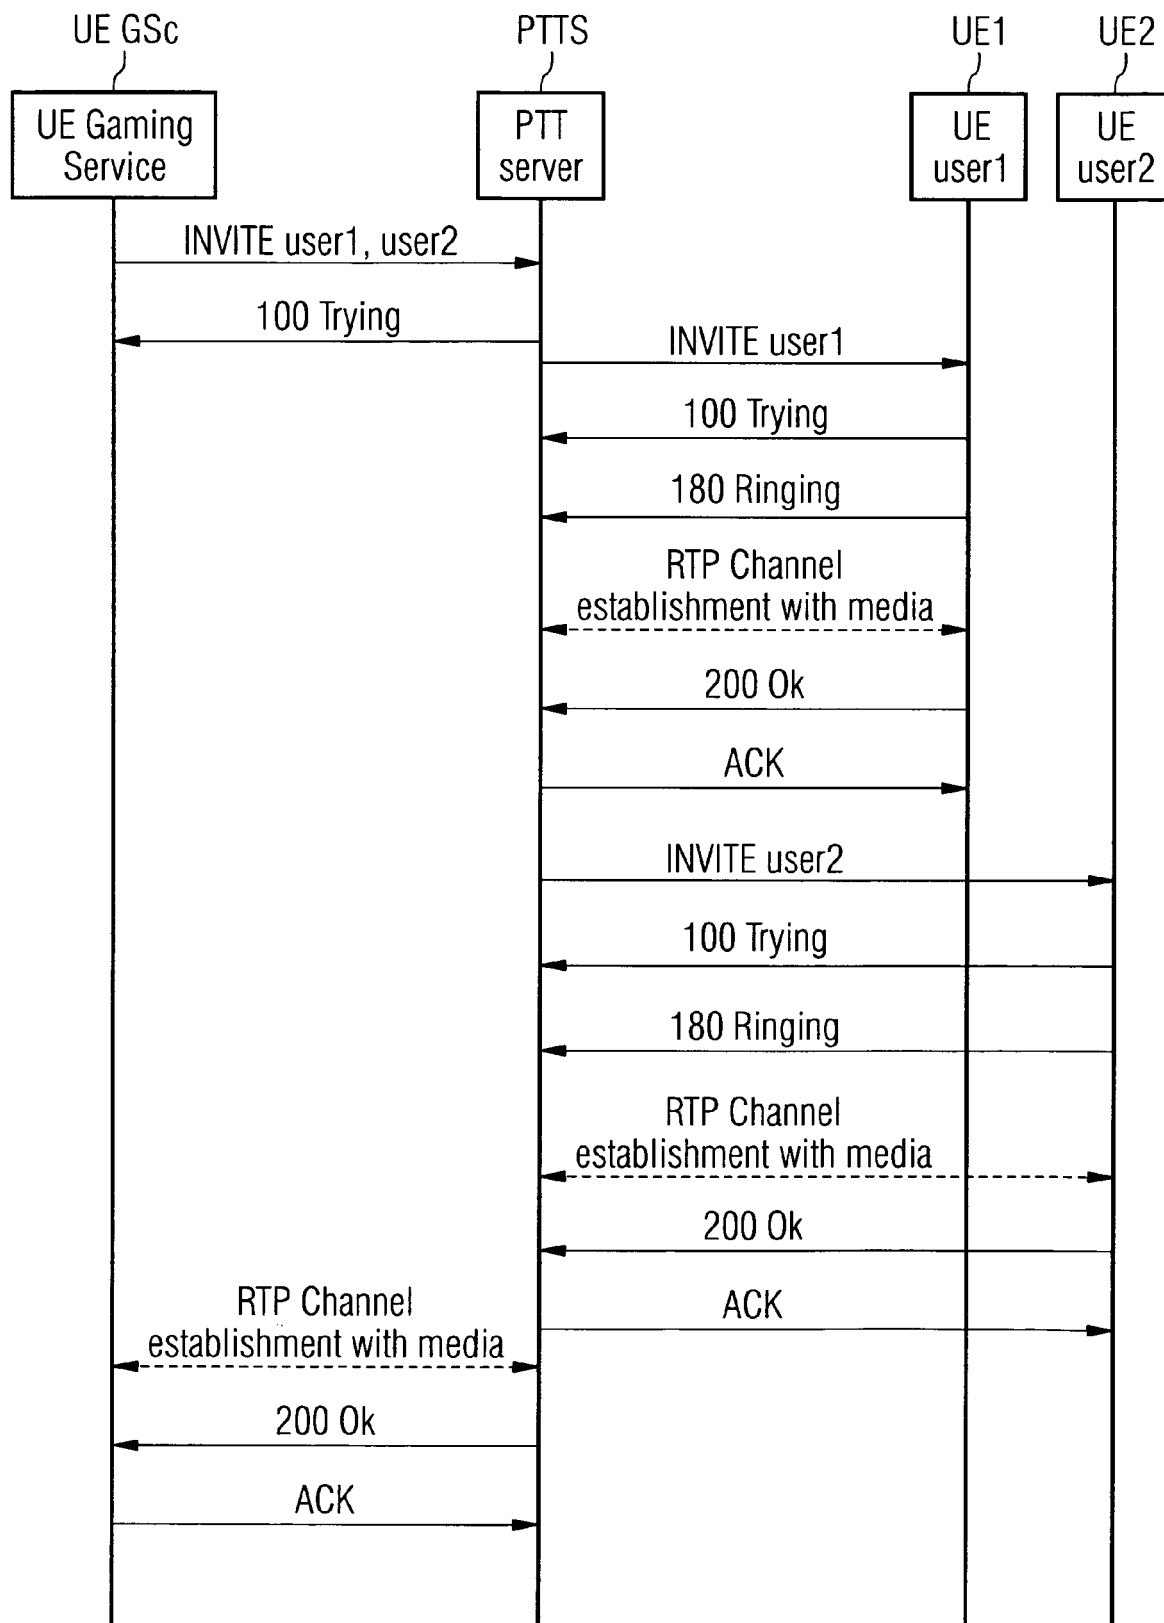 UE GSc
PTTS
UE1
UE2
UE Gaming
Service
PTT
server
UE
user1
UE
user2
INVITE user1, user2
100 Trying
INVITE user1
100 Trying
180 Ringing
RTP Channel
establishment with media
200 Ok
ACK
INVITE user2
100 Trying
180 Ringing
RTP Channel
establishment with media
200 Ok
RTP Channel
establishment with media
ACK
200 Ok
ACK